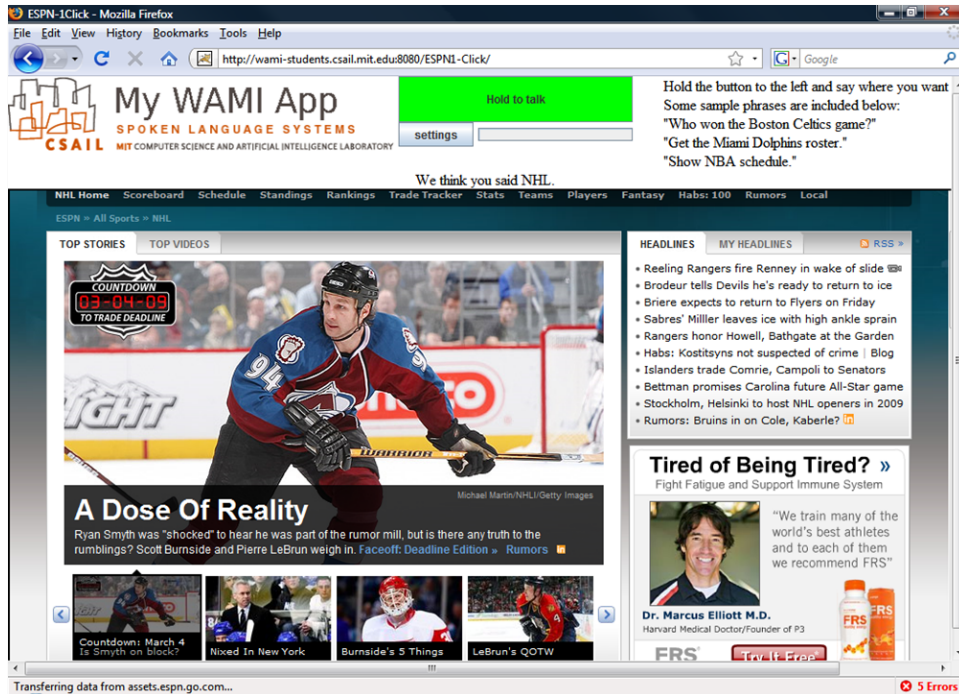 ESPN-1Click - Mozilla Firefox
File Edit View History Bookmarks Tools Help
http://wami-students.csail.mit.edu:8080/ESPN1-Click/
Google
CSAIL
My WAMI App
SPOKEN LANGUAGE SYSTEMS
MIT COMPUTER SCIENCE AND ARTIFICIAL INTELLIGENCE LABORATORY
Hold to talk
settings
Hold the button to the left and say where you want
Some sample phrases are included below:
"Who won the Boston Celtics game?"
"Get the Miami Dolphins roster."
"Show NBA schedule."
We think you said NHL.
NHL Home Scoreboard Schedule Standings Rankings Trade Tracker Stats Teams Players Fantasy Habs: 100 Rumors Local
ESPN » All Sports » NHL
TOP STORIES TOP VIDEOS
COUNTDOWN
03-04-09
TO TRADE DEADLINE
94
WARRIOR
Michael Martin/NHLI/Getty Images
A Dose Of Reality
Ryan Smyth was "shocked" to hear he was part of the rumor mill, but is there any truth to the
rumblings? Scott Burnside and Pierre LeBrun weigh in. Faceoff: Deadline Edition » Rumors in
Countdown: March 4
Is Smyth on block?
Nixed In New York
Burnside's 5 Things
LeBrun's QOTW
HEADLINES MY HEADLINES RSS »
• Reeling Rangers fire Renney in wake of slide
• Brodeur tells Devils he's ready to return to ice
• Briere expects to return to Flyers on Friday
• Sabres' Milller leaves ice with high ankle sprain
• Rangers honor Howell, Bathgate at the Garden
• Habs: Kostitsyns not suspected of crime | Blog
• Islanders trade Comrie, Campoli to Senators
• Bettman promises Carolina future All-Star game
• Stockholm, Helsinki to host NHL openers in 2009
• Rumors: Bruins in on Cole, Kaberle? in
Tired of Being Tired? »
Fight Fatigue and Support Immune System
"We train many of the
world's best athletes
and to each of them
we recommend FRS"
Dr. Marcus Elliott M.D.
Harvard Medical Doctor/Founder of P3
FRS
FRS
Try It Free
Transferring data from assets.espn.go.com...
5 Errors